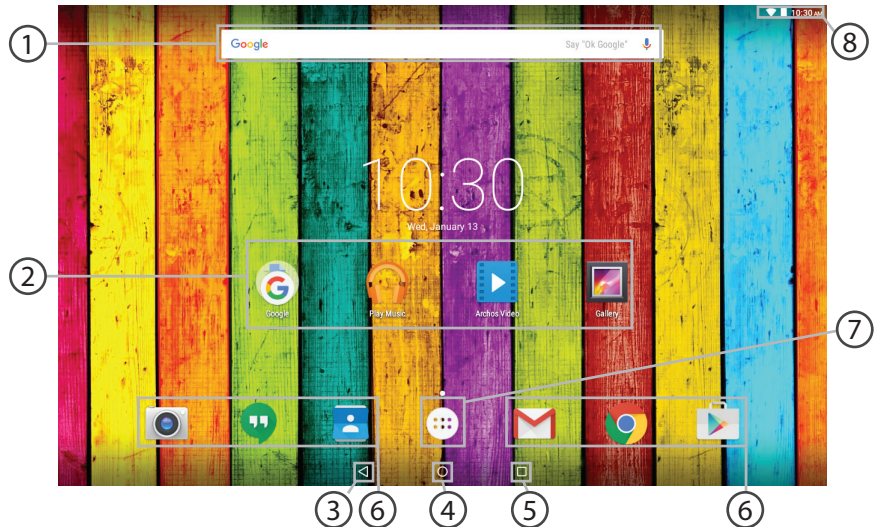 10:30 AM
1
Google Say "Ok Google"
8
10:30
Wed, January 13
2
Google Play Music Archos Video Gallery
7
3 6 4 5 6